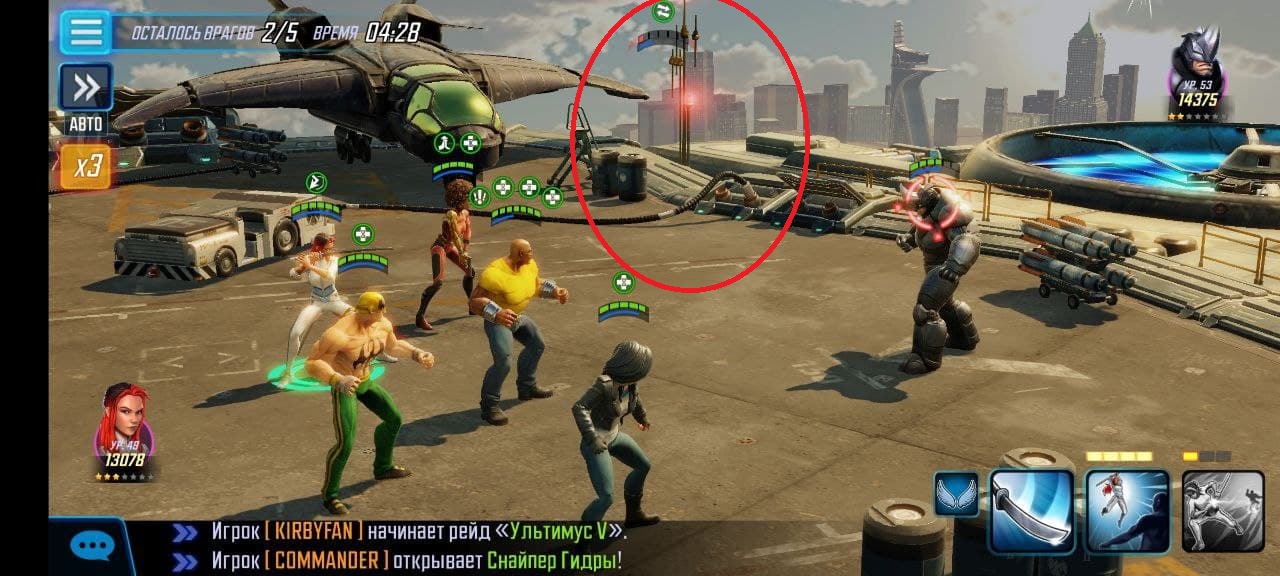 ОСТАЛОСЬ ВРАГОВ 2/5 ВРЕМЯ 04:28
АВТО
x3
УР. 53
14375
УР. 49
13078
Игрок [ KIRBYFAN ] начинает рейд «Ультимус V».
Игрок [ COMMANDER ] открывает Снайпер Гидры!